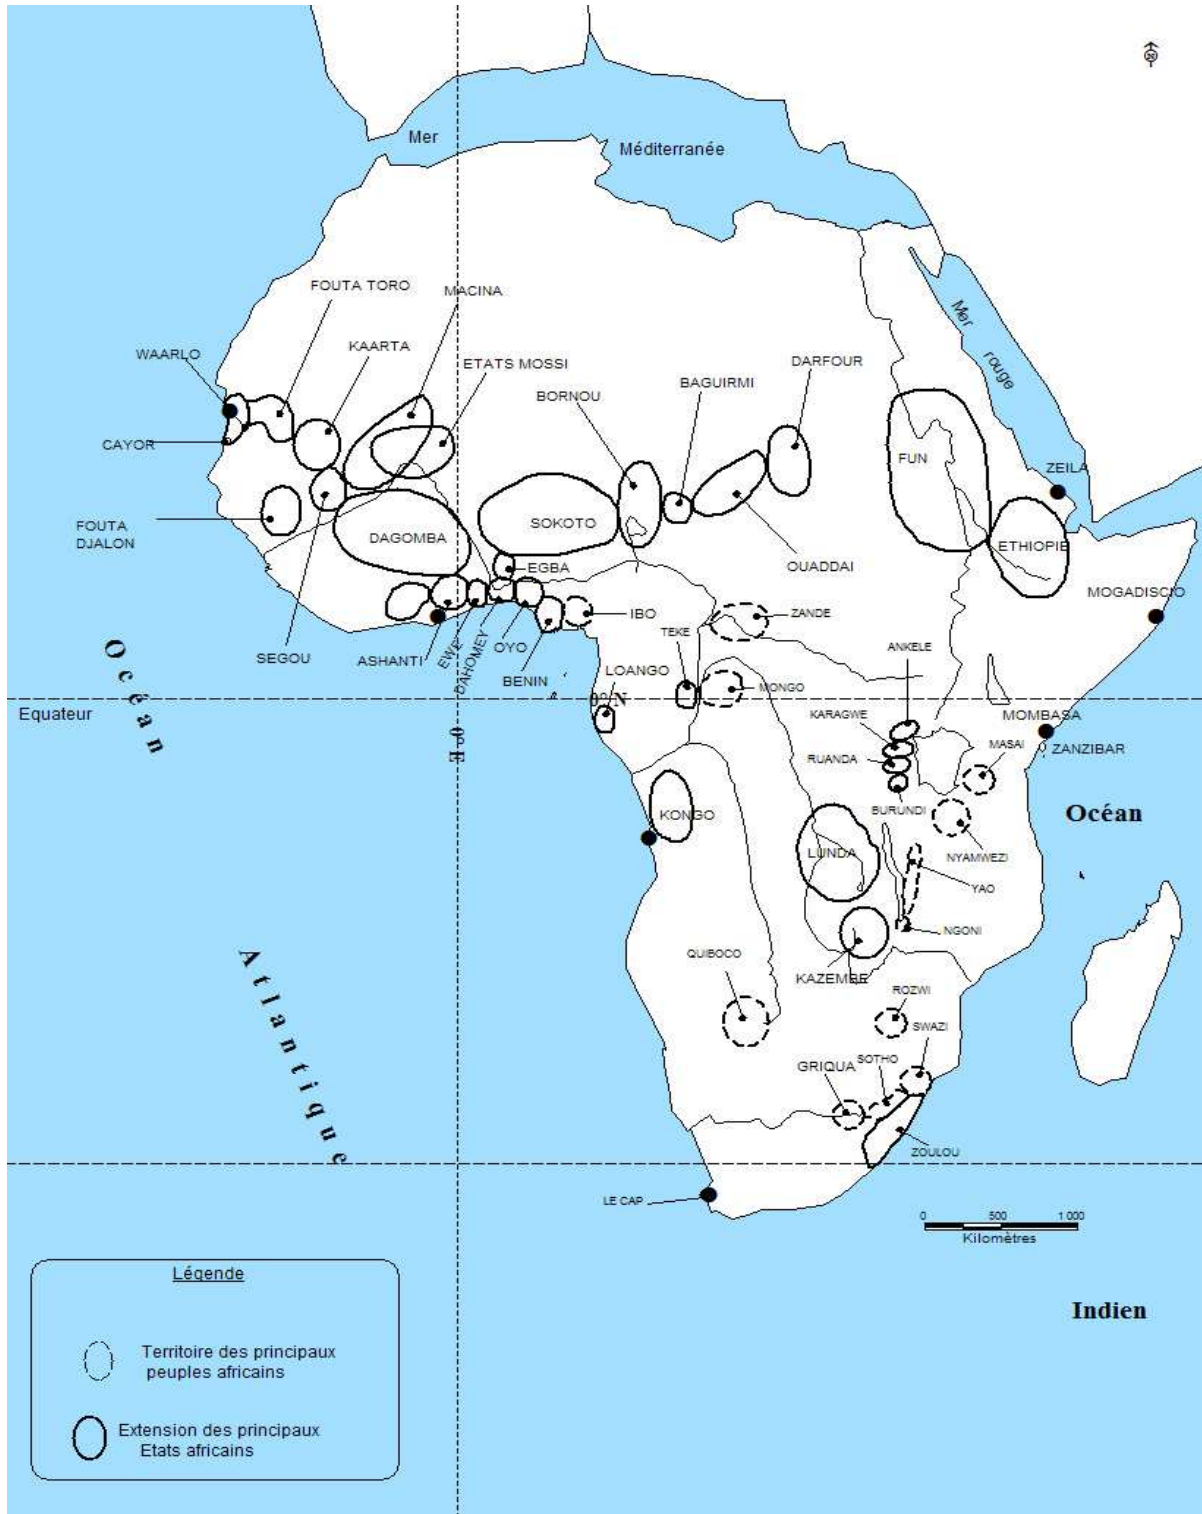 Mer
Méditerranée
Mer
rouge
FOUTA TORO
MACINA
WAARLO
KAARTA
ETATS MOSSI
DARFOUR
BAGUIRMI
BORNOU
CAYOR
FUN
ZEILA
FOUTA
DJALON
DAGOMBA
SOKOTO
ETHIOPIE
EGBA
OUADDAI
MOGADISCIO
SEGOU
ASHANTI
EWE
DAHOMEY
OYO
BENIN
IBO
ZANDE
TEKE
ANKELE
LOANGO
MONGO
0° N
Equateur
0° E
KARAGWE
MOMBASA
MASAI
ZANZIBAR
RUANDA
BURUNDI
KONGO
Océan
LUNDA
NYAMWEZI
YAO
NGONI
QUIBOCO
KAZEMBE
ROZWI
SWAZI
SOTHO
GRIQUA
ZOULOU
LE CAP
Océan
Atlantique
0 500 1 000
Kilomètres
Indien
Légende
Territoire des principaux
peuples africains
Extension des principaux
Etats africains